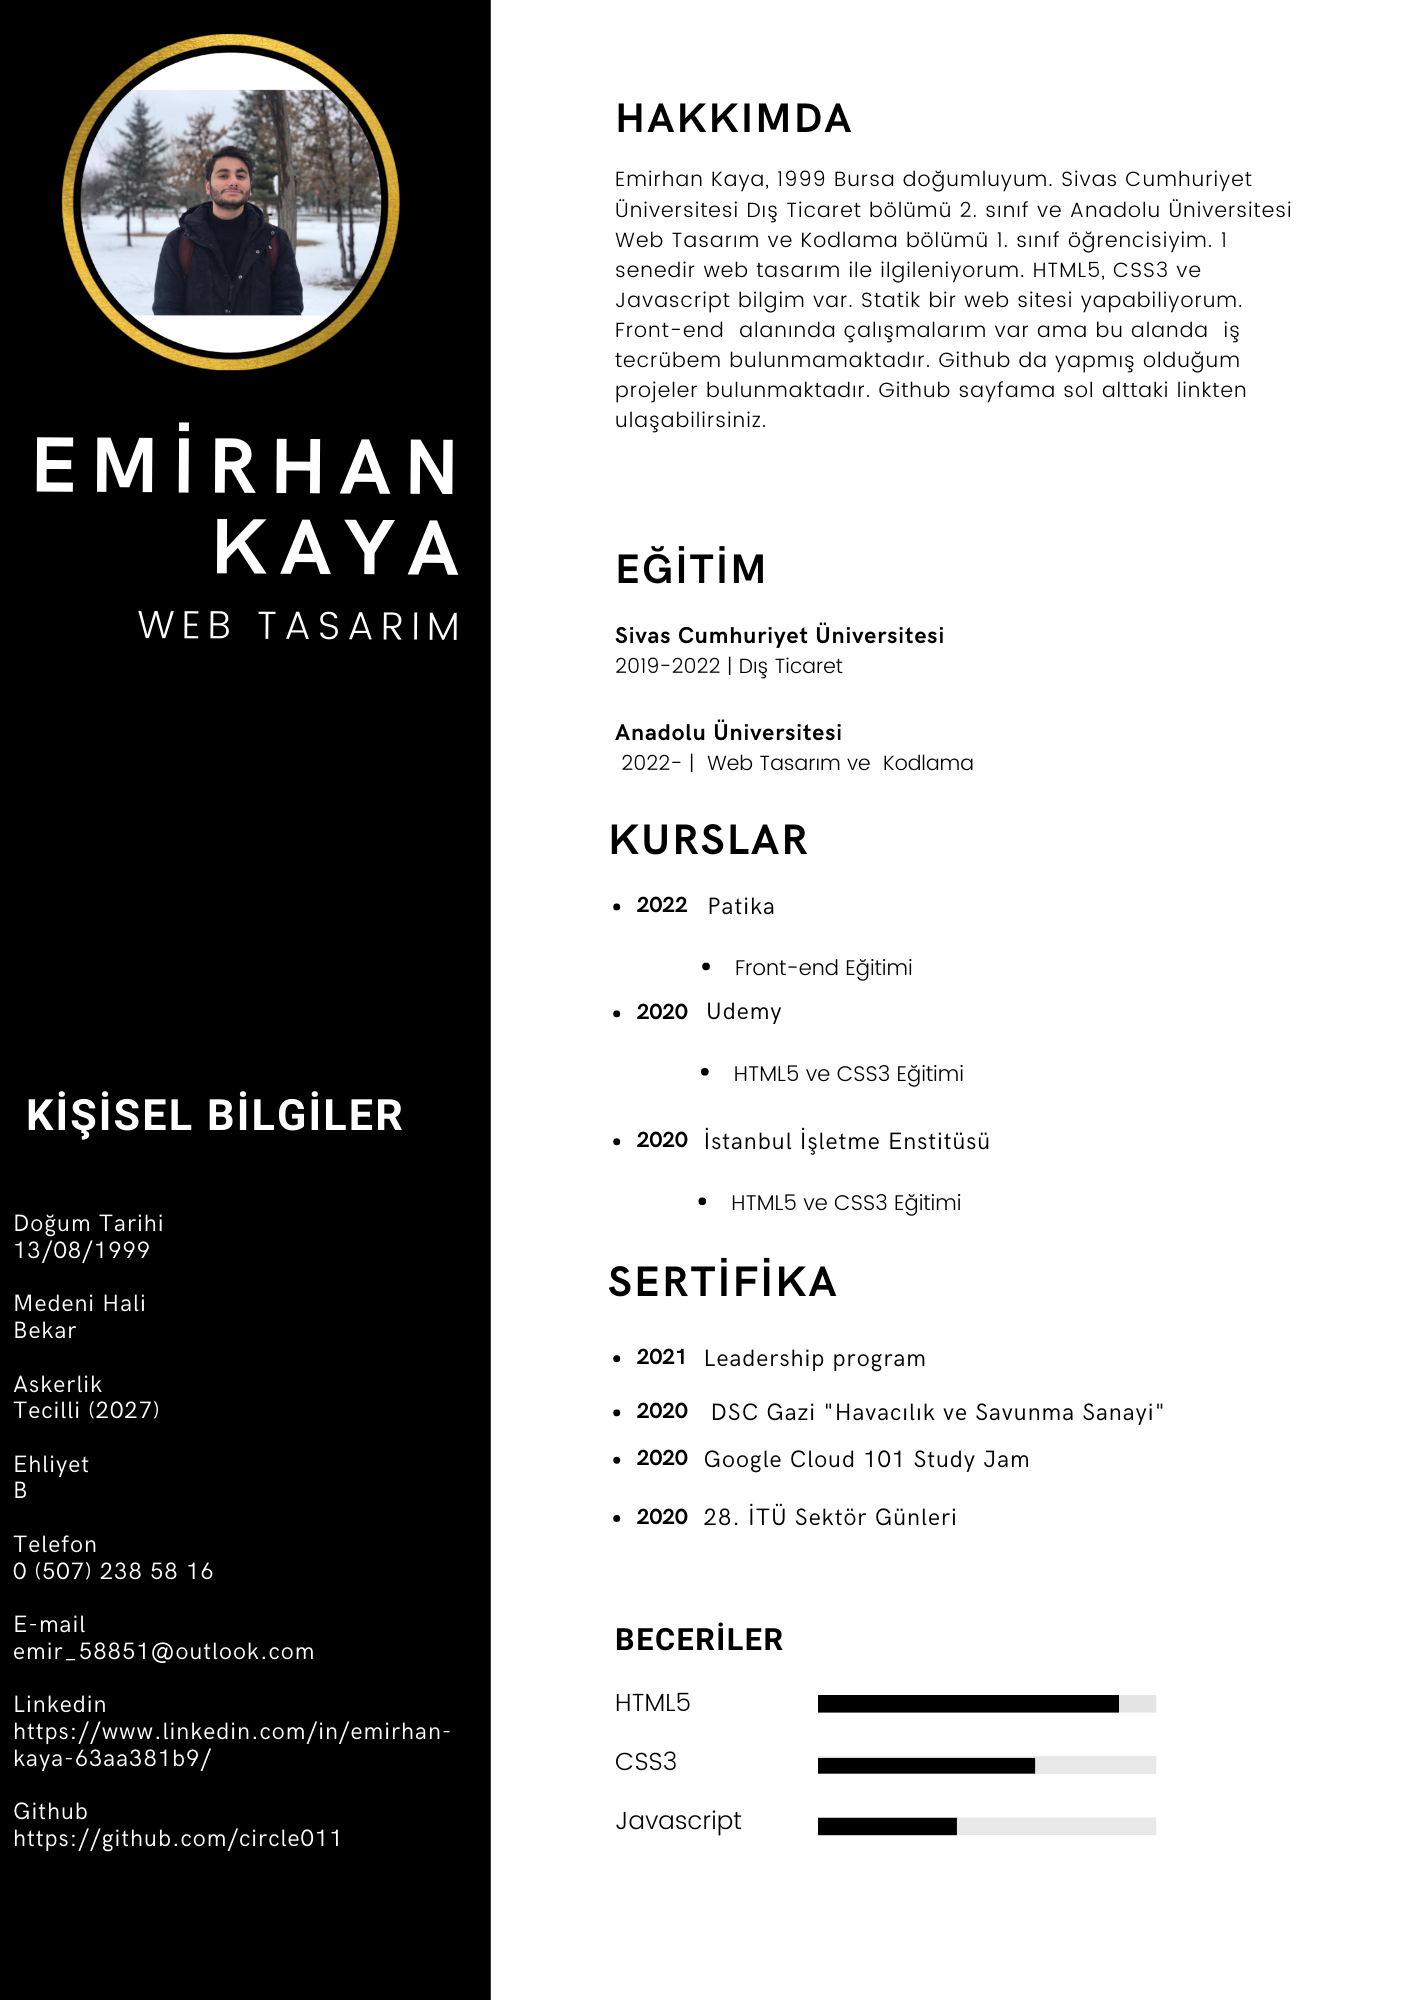 EMİRHAN
KAYA
WEB TASARIM
KİŞİSEL BİLGİLER
Doğum Tarihi
13/08/1999
Medeni Hali
Bekar
Askerlik
Tecilli (2027)
Ehliyet
B
Telefon
0 (507) 238 58 16
E-mail
emir_58851@outlook.com
Linkedin
https://www.linkedin.com/in/emirhan-
kaya-63aa381b9/
Github
https://github.com/circle011
HAKKIMDA
Emirhan Kaya, 1999 Bursa doğumluyum. Sivas Cumhuriyet
Üniversitesi Dış Ticaret bölümü 2. sınıf ve Anadolu Üniversitesi
Web Tasarım ve Kodlama bölümü 1. sınıf öğrencisiyim. 1
senedir web tasarım ile ilgileniyorum. HTML5, CSS3 ve
Javascript bilgim var. Statik bir web sitesi yapabiliyorum.
Front-end  alanında çalışmalarım var ama bu alanda  iş
tecrübem bulunmamaktadır. Github da yapmış olduğum
projeler bulunmaktadır. Github sayfama sol alttaki linkten
ulaşabilirsiniz.
EĞİTİM
Sivas Cumhuriyet Üniversitesi
2019-2022 | Dış Ticaret
Anadolu Üniversitesi
2022- |  Web Tasarım ve  Kodlama
KURSLAR
• 2022 Patika
• Front-end Eğitimi
• 2020 Udemy
• HTML5 ve CSS3 Eğitimi
• 2020 İstanbul İşletme Enstitüsü
• HTML5 ve CSS3 Eğitimi
SERTİFİKA
• 2021 Leadership program
• 2020 DSC Gazi "Havacılık ve Savunma Sanayi"
• 2020 Google Cloud 101 Study Jam
• 2020 28. İTÜ Sektör Günleri
BECERİLER
HTML5
CSS3
Javascript